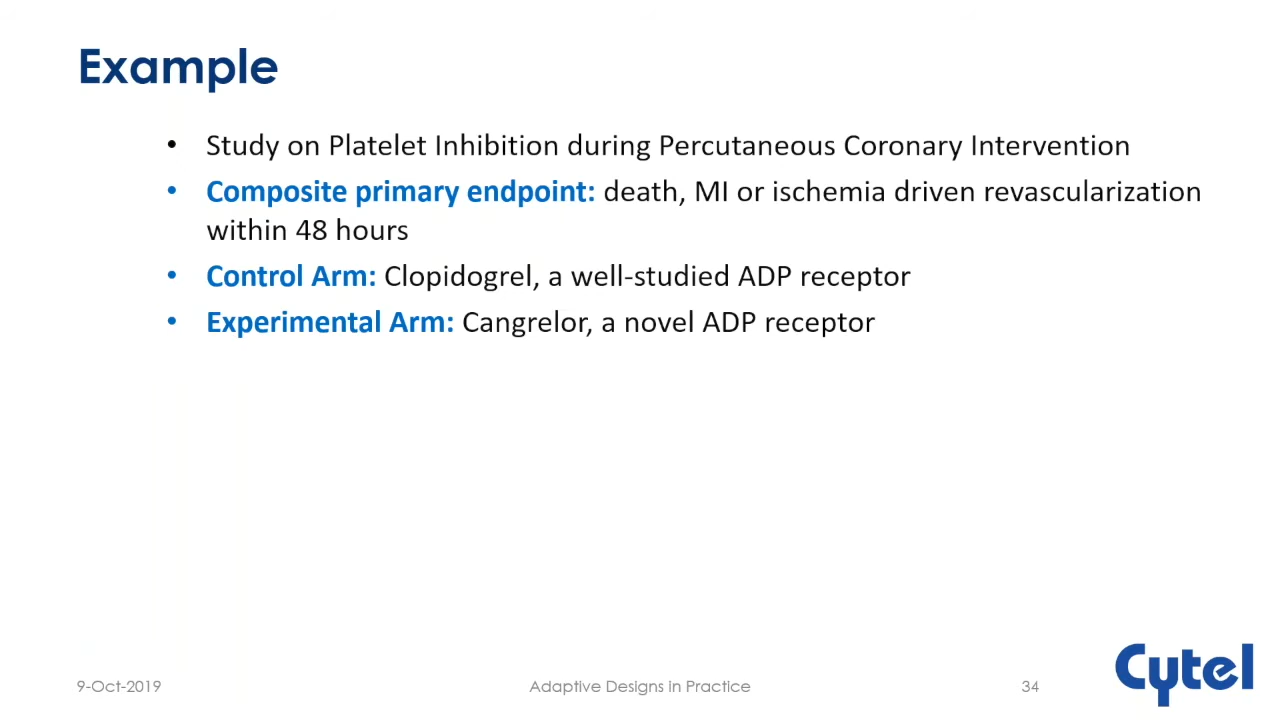 Example
• Study on Platelet Inhibition during Percutaneous Coronary Intervention
• Composite primary endpoint: death, MI or ischemia driven revascularization
within 48 hours
• Control Arm: Clopidogrel, a well-studied ADP receptor
• Experimental Arm: Cangrelor, a novel ADP receptor
9-Oct-2019
Adaptive Designs in Practice
34
Cytel